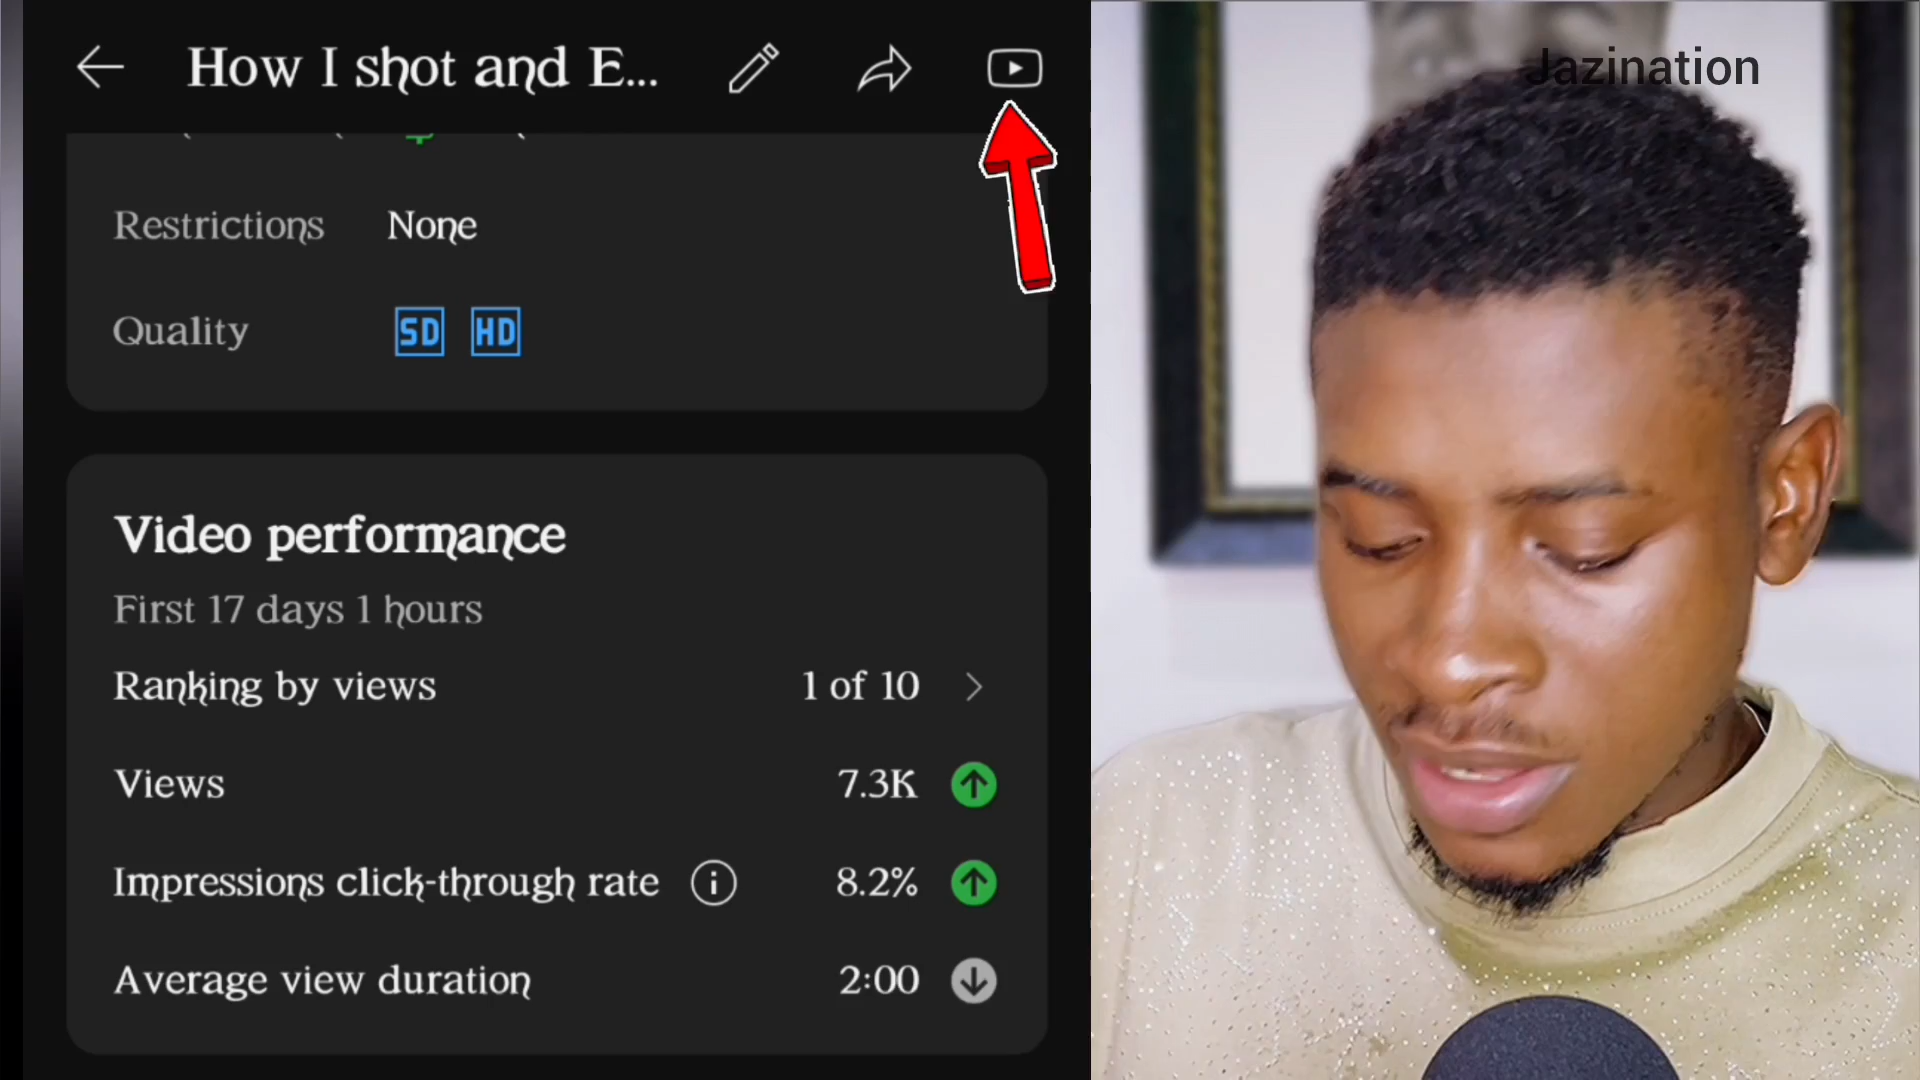 How I shot and E...
Jazination
Restrictions None
Quality SD HD
Video performance
First 17 days 1 hours
Ranking by views 1 of 10
Views 7.3K
Impressions click-through rate 8.2%
Average view duration 2:00